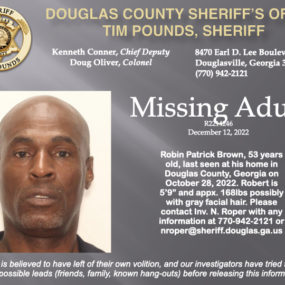 DOUGLAS COUNTY SHERIFF'S OF
TIM POUNDS, SHERIFF
Kenneth Conner, Chief Deputy
Doug Oliver, Colonel
8470 Earl D. Lee Boulev
Douglasville, Georgia 3
(770) 942-2121
Missing Adu
December 12, 2022
Robin Patrick Brown, 53 years
old, last seen at his home in
Douglas County, Georgia on
October 28, 2022. Robert is
5'9" and appx. 168lbs possibly
with gray facial hair. Please
contact Inv. N. Roper with any
information at 770-942-2121 or
nroper@sheriff.douglas.ga.us
is believed to have left of their own volition, and our investigators have tried
possible leads (friends, family, known hang-outs) before releasing this inform